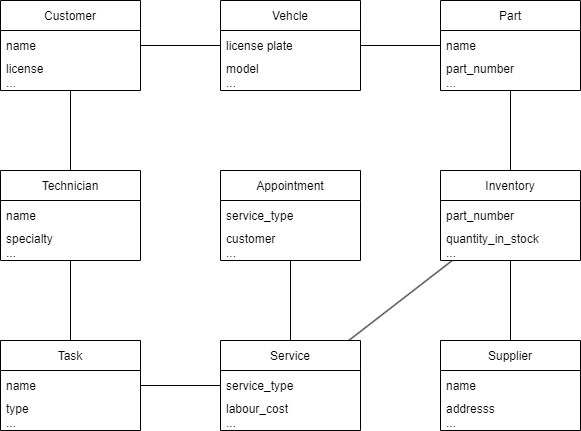 Customer
name
license
...
Vehcle
license plate
model
...
Part
name
part_number
...
Technician
name
specialty
...
Appointment
service_type
customer
...
Inventory
part_number
quantity_in_stock
...
Task
name
type
...
Service
service_type
labour_cost
...
Supplier
name
addresss
...